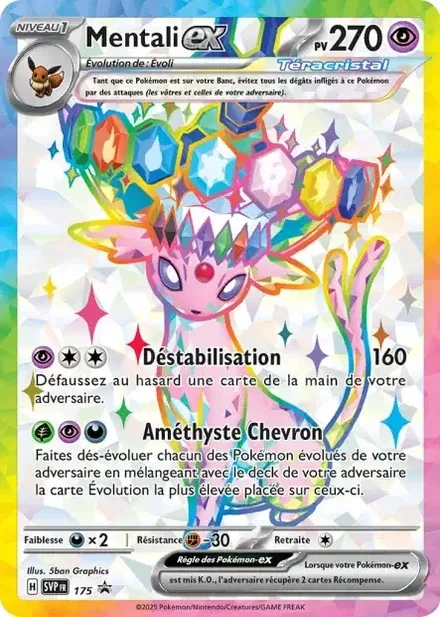 NIVEAU 1
Mentali ex
PV 270
Évolution de : Évoli
Téracristal
Tant que ce Pokémon est sur votre Banc, évitez tous les dégâts infligés à ce Pokémon
par des attaques (les vôtres et celles de votre adversaire).
Déstabilisation 160
Défaussez au hasard une carte de la main de votre
adversaire.
Améthyste Chevron
Faites dés-évoluer chacun des Pokémon évolués de votre
adversaire en mélangeant avec le deck de votre adversaire
la carte Évolution la plus élevée placée sur ceux-ci.
Faiblesse ×2 Résistance -30 Retraite
Illus. 5ban Graphics
H SVP FR 175
Règle des Pokémon-ex
Lorsque votre Pokémon-ex
est mis K.O., l'adversaire récupère 2 cartes Récompense.
©2025 Pokémon/Nintendo/Creatures/GAME FREAK